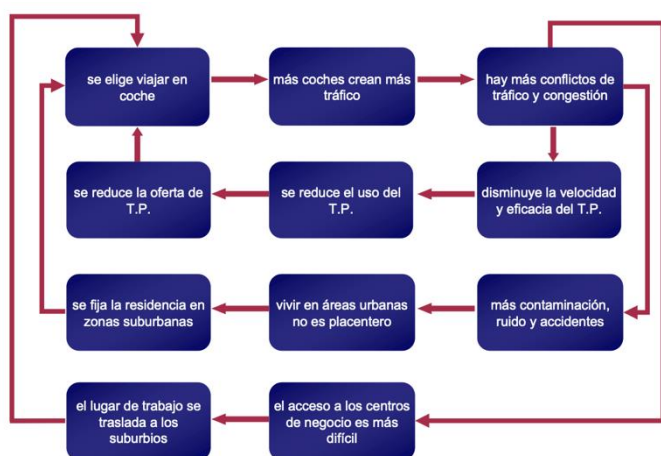 se elige viajar en
coche
más coches crean más
tráfico
hay más conflictos de
tráfico y congestión
se reduce la oferta de
T.P.
se reduce el uso del
T.P.
disminuye la velocidad
y eficacia del T.P.
se fija la residencia en
zonas suburbanas
vivir en áreas urbanas
no es placentero
más contaminación,
ruido y accidentes
el lugar de trabajo se
traslada a los
suburbios
el acceso a los centros
de negocio es más
difícil